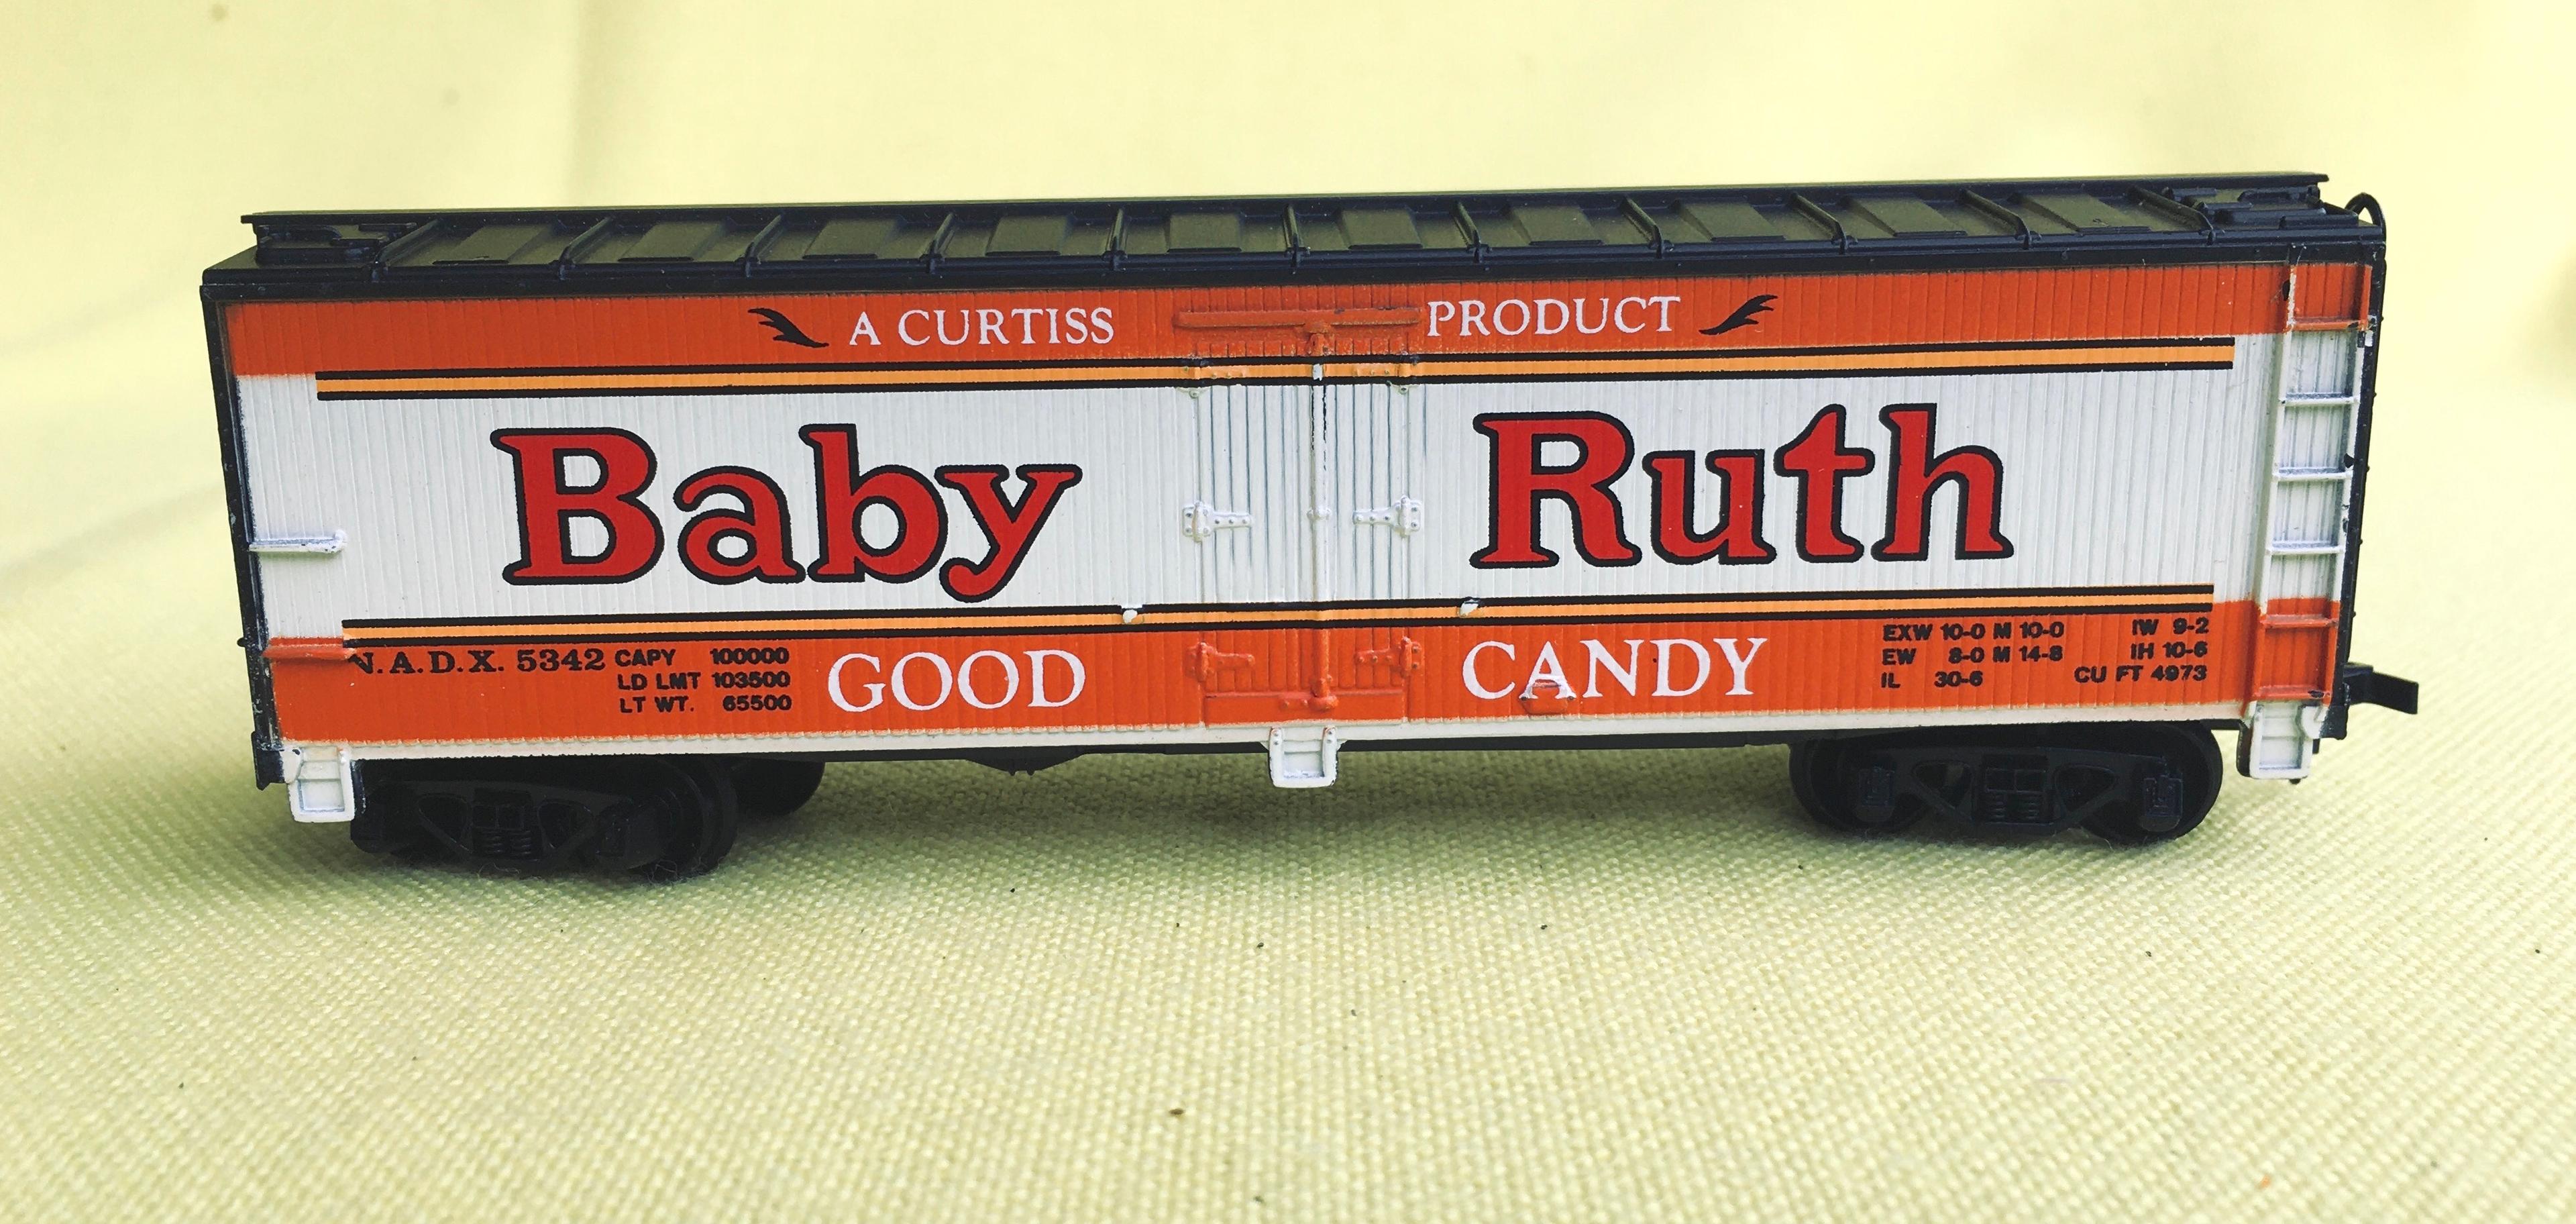 A CURTISS PRODUCT
Baby Ruth
N.A.D.X. 5342
CAPY 100000
LD LMT 103500
LT WT. 65500
GOOD CANDY
EXW 10-0 M 10-0 IW 9-2
EW 8-0 M 14-8 IH 10-6
IL 30-6 CU FT 4973